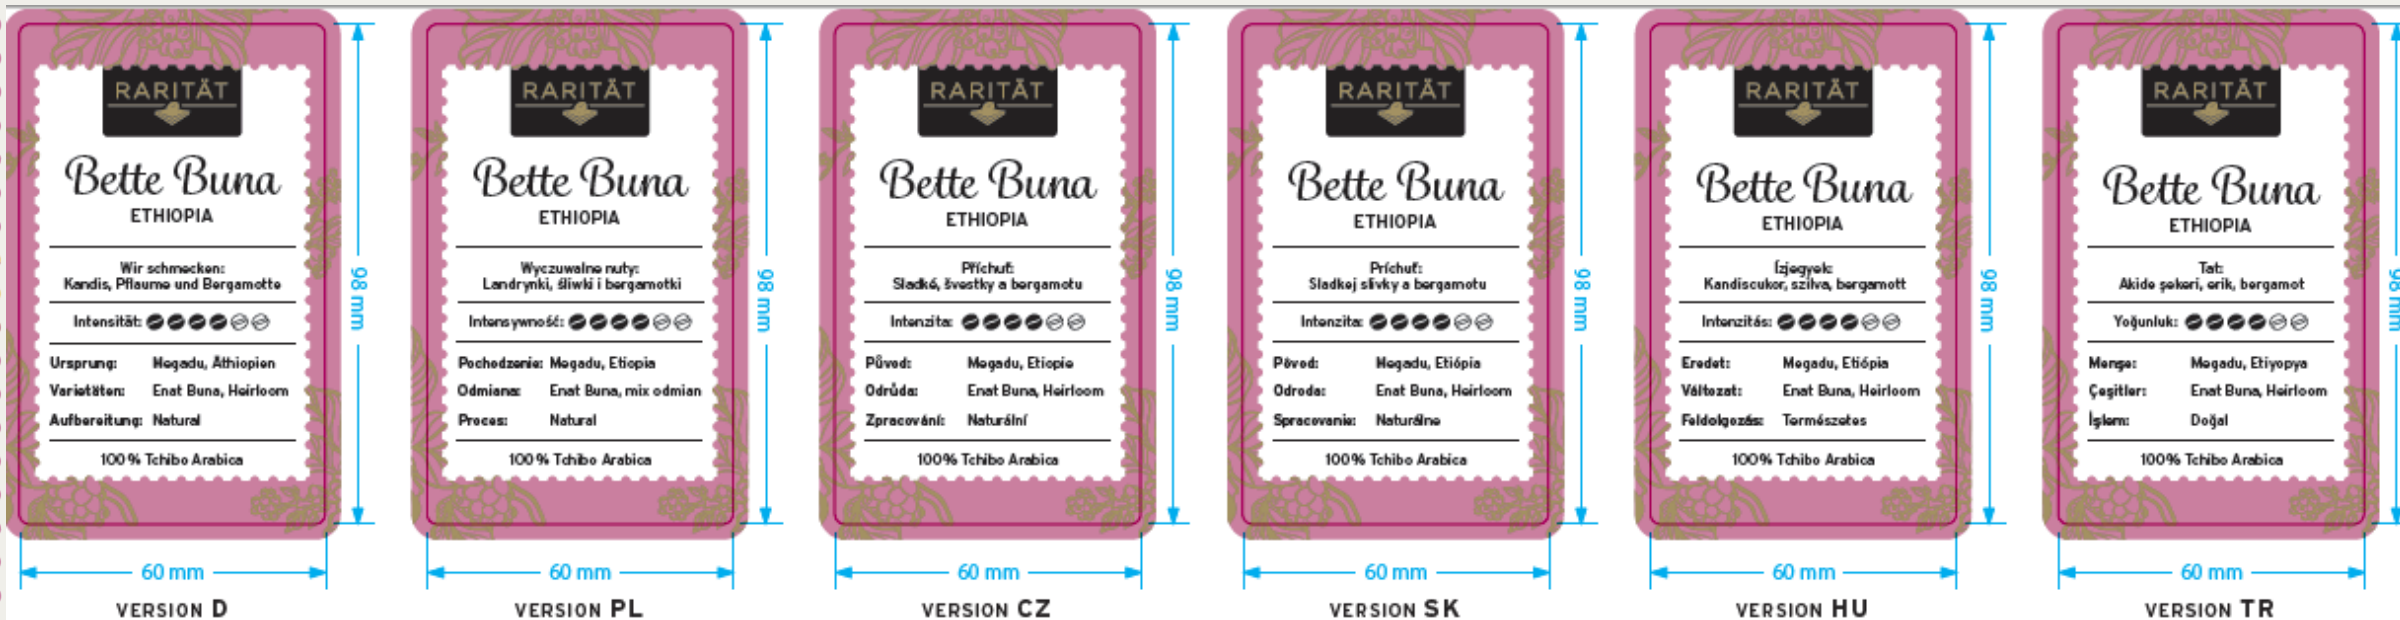 RARITÄT
Bette Buna
ETHIOPIA
Wir schmecken:
Kandis, Pflaume und Bergamotte
Intensität:
Ursprung: Megadu, Äthiopien
Varietäten: Enat Buna, Heirloom
Aufbereitung: Natural
100% Tchibo Arabica
98 mm
60 mm
VERSION D
RARITÄT
Bette Buna
ETHIOPIA
Wyczuwalne nuty:
Landrynki, śliwki i bergamotki
Intensywność:
Pochodzenie: Megadu, Etiopia
Odmiana: Enat Buna, mix odmian
Proces: Natural
100% Tchibo Arabica
98 mm
60 mm
VERSION PL
RARITÄT
Bette Buna
ETHIOPIA
Příchuť:
Sladké, švestky a bergamotu
Intenzita:
Původ: Megadu, Etiopie
Odrůda: Enat Buna, Heirloom
Zpracování: Naturální
100% Tchibo Arabica
98 mm
60 mm
VERSION CZ
RARITÄT
Bette Buna
ETHIOPIA
Príchuť:
Sladkej slivky a bergamotu
Intenzita:
Pôvod: Megadu, Etiópia
Odroda: Enat Buna, Heirloom
Spracovanie: Naturálne
100% Tchibo Arabica
98 mm
60 mm
VERSION SK
RARITÄT
Bette Buna
ETHIOPIA
Ízjegyek:
Kandiscukor, szilva, bergamott
Intenzitás:
Eredet: Megadu, Etiópia
Változat: Enat Buna, Heirloom
Feldolgozás: Természetes
100% Tchibo Arabica
98 mm
60 mm
VERSION HU
RARITÄT
Bette Buna
ETHIOPIA
Tat:
Akide şekeri, erik, bergamot
Yoğunluk:
Menşe: Megadu, Etiyopya
Çeşitler: Enat Buna, Heirloom
İşlem: Doğal
100% Tchibo Arabica
98 mm
60 mm
VERSION TR